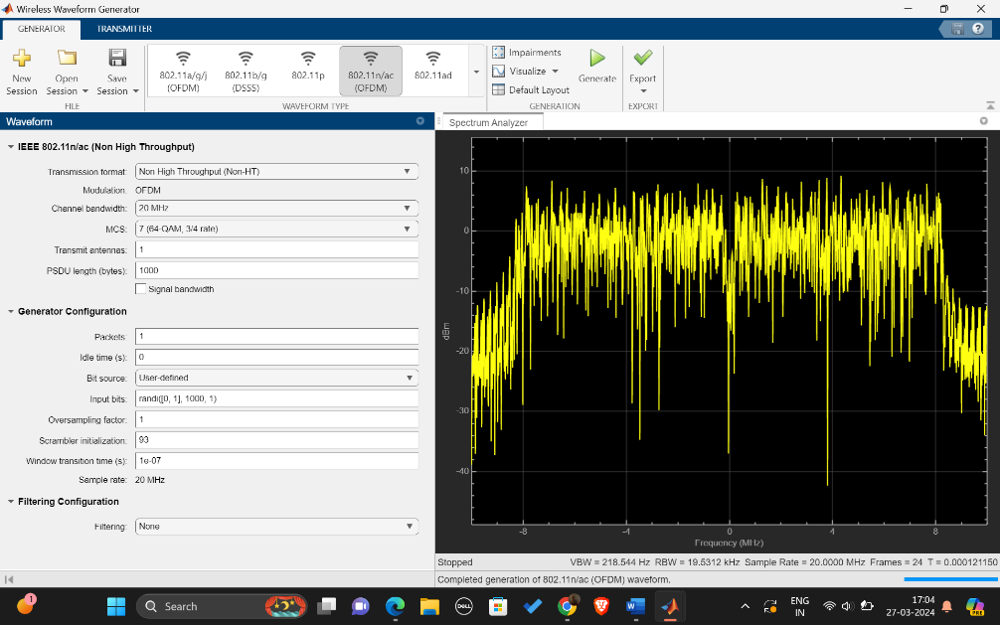 Wireless Waveform Generator
GENERATOR TRANSMITTER
New Session
Open Session
Save Session
802.11a/g/j (OFDM)
802.11b/g (DSSS)
802.11p
802.11n/ac (OFDM)
802.11ad
Impairments
Visualize
Default Layout
Generate
Export
FILE WAVEFORM TYPE GENERATION EXPORT
Waveform
IEEE 802.11n/ac (Non High Throughput)
Transmission format: Non High Throughput (Non-HT)
Modulation: OFDM
Channel bandwidth: 20 MHz
MCS: 7 (64-QAM, 3/4 rate)
Transmit antennes: 1
PSDU length (bytes): 1000
Signal bandwidth
Generator Configuration
Packets: 1
Idle time (s): 0
Bit source: User-defined
Input bits: randi([0, 1], 1000, 1)
Oversampling factor: 1
Scrambler initialization: 93
Window transition time (s): 1e-07
Sample rate: 20 MHz
Filtering Configuration
Filtering: None
Spectrum Analyzer
10
0
-10
-20
-30
-40
dBm
-8 -4 0 4 8
Frequency (MHz)
Stopped VBW = 218.544 Hz RBW = 19.5312 kHz Sample Rate = 20.0000 MHz Frames = 24 T = 0.000121150
Completed generation of 802.11n/ac (OFDM) waveform.
1
Search
DELL
W
ENG
IN
17:04
27-03-2024
PRE